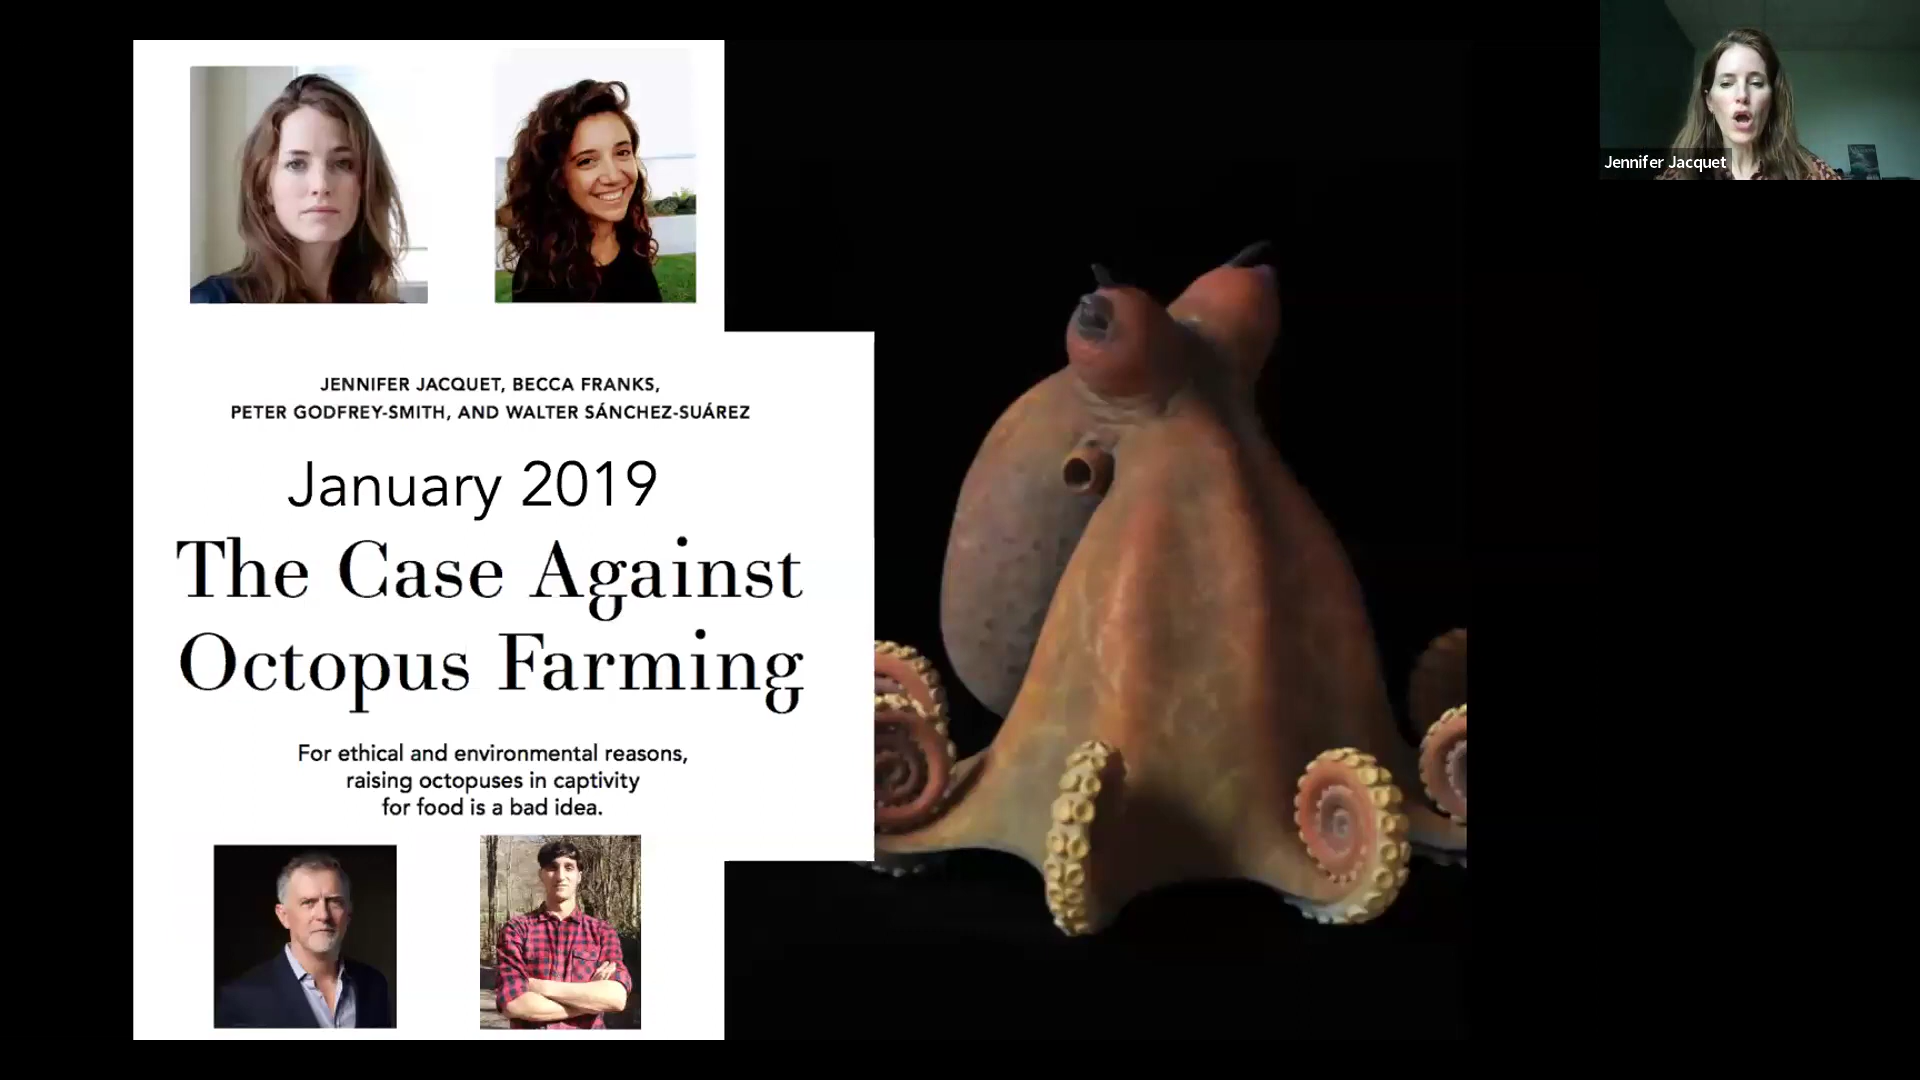 JENNIFER JACQUET, BECCA FRANKS,
PETER GODFREY-SMITH, AND WALTER SÁNCHEZ-SUÁREZ
January 2019
The Case Against
Octopus Farming
For ethical and environmental reasons,
raising octopuses in captivity
for food is a bad idea.
Jennifer Jacquet